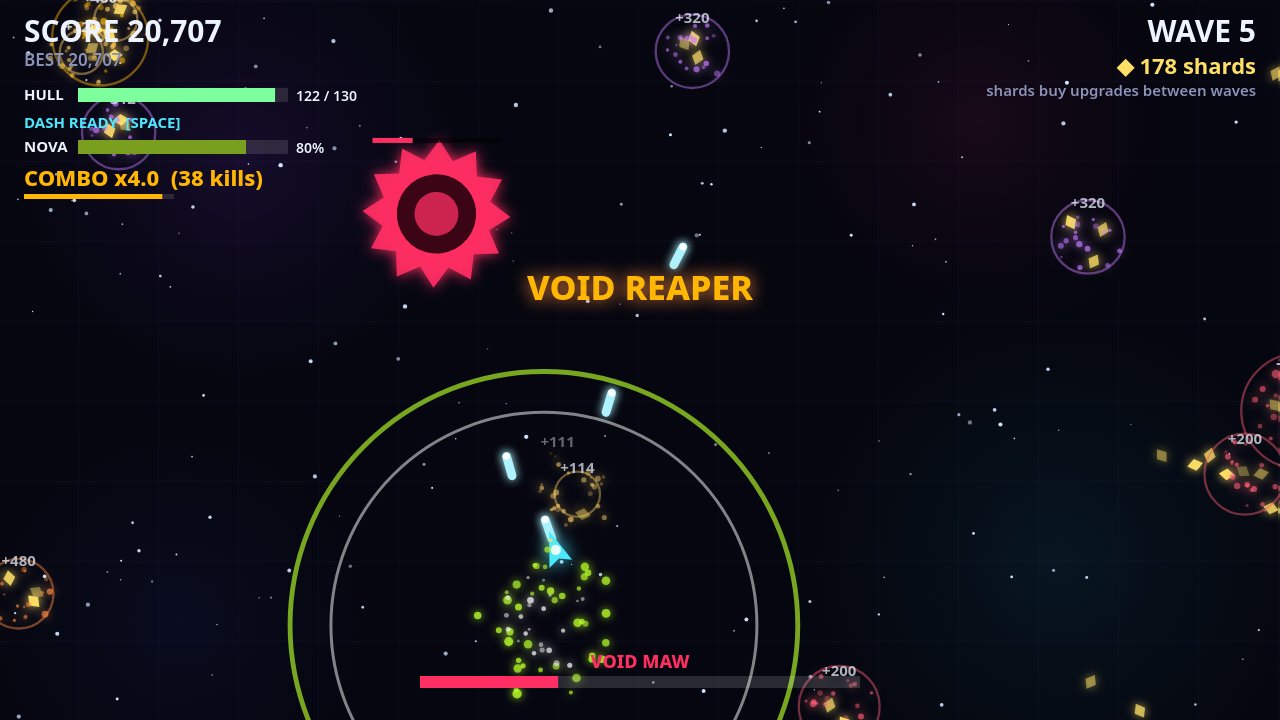 SCORE 20,707
BEST 20,707
HULL 122 / 130
DASH READY [SPACE]
NOVA 80%
COMBO x4.0 (38 kills)
WAVE 5
◆ 178 shards
shards buy upgrades between waves
+320
+320
VOID REAPER
+111
+114
+200
+480
VOID MAW
+200